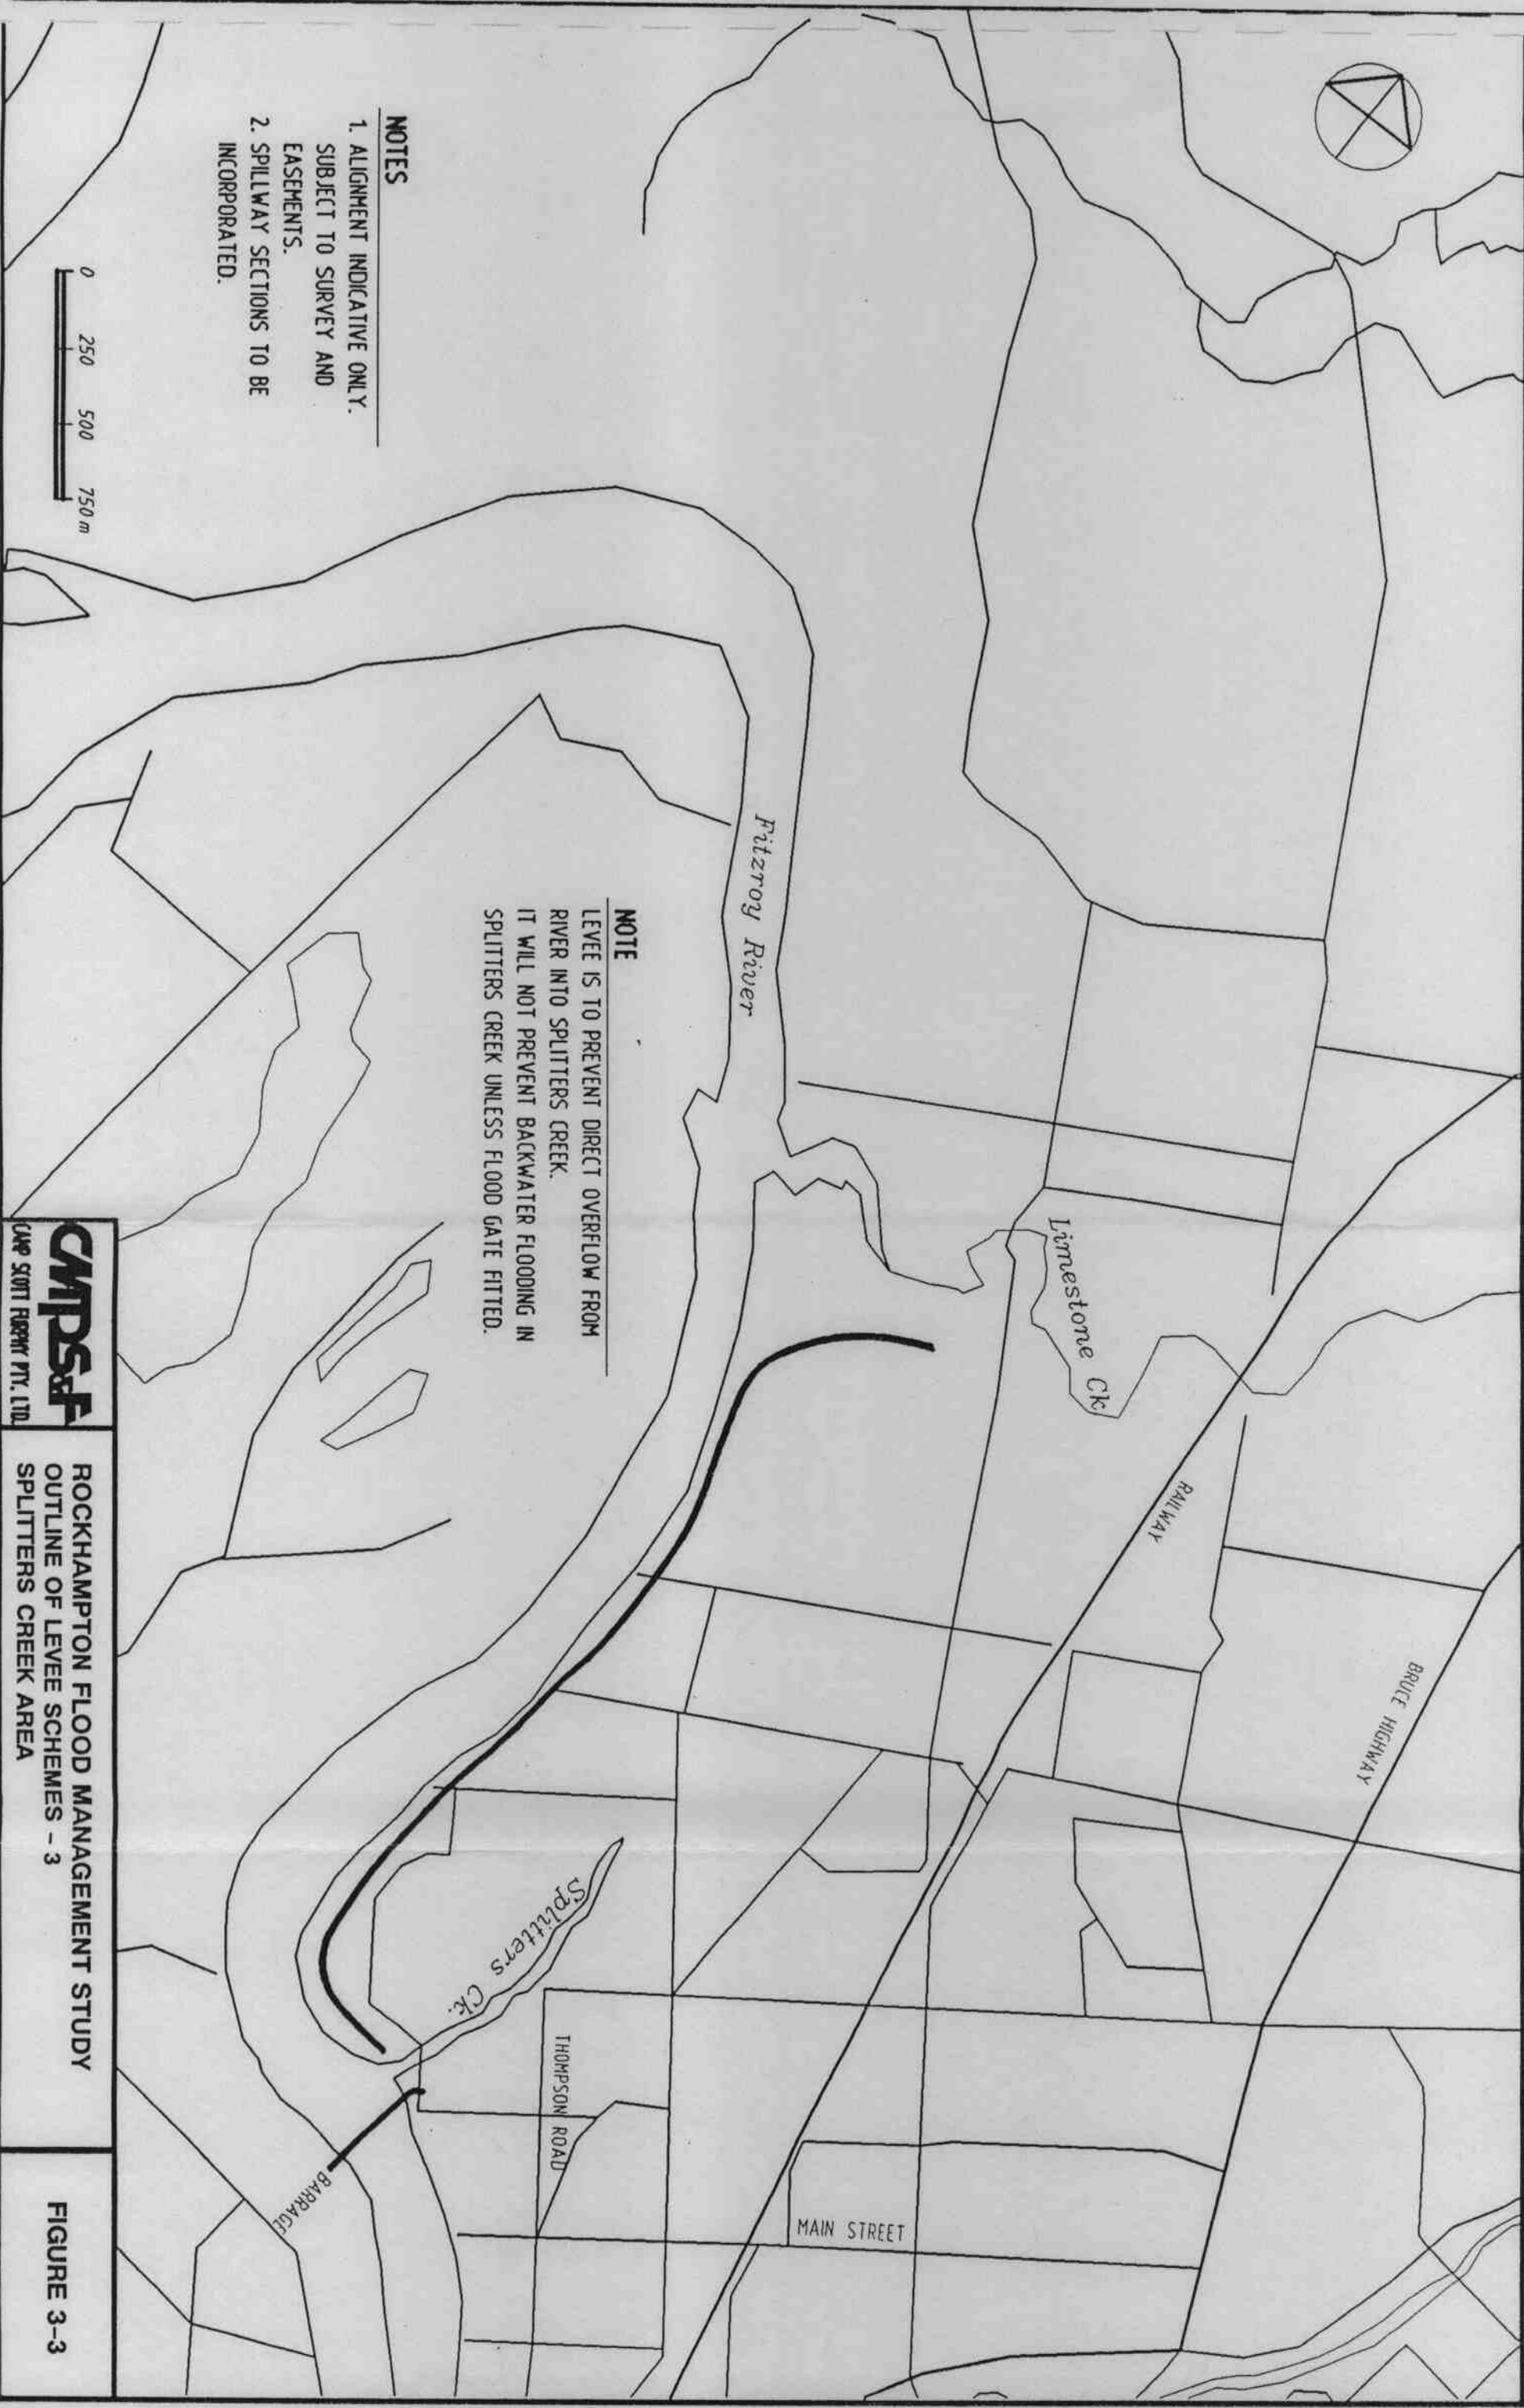 NOTES
1. ALIGNMENT INDICATIVE ONLY.
SUBJECT TO SURVEY AND
EASEMENTS.
2. SPILLWAY SECTIONS TO BE
INCORPORATED.
0 250 500 750 m
Fitzroy River
NOTE
LEVEE IS TO PREVENT DIRECT OVERFLOW FROM
RIVER INTO SPLITTERS CREEK.
IT WILL NOT PREVENT BACKWATER FLOODING IN
SPLITTERS CREEK UNLESS FLOOD GATE FITTED.
Limestone Ck
RAILWAY
BRUCE HIGHWAY
Splitters Ck.
THOMPSON ROAD
MAIN STREET
BARRAGE
CMPS&F
CAMP SCOTT FURPHY PTY. LTD.
ROCKHAMPTON FLOOD MANAGEMENT STUDY
OUTLINE OF LEVEE SCHEMES - 3
SPLITTERS CREEK AREA
FIGURE 3-3